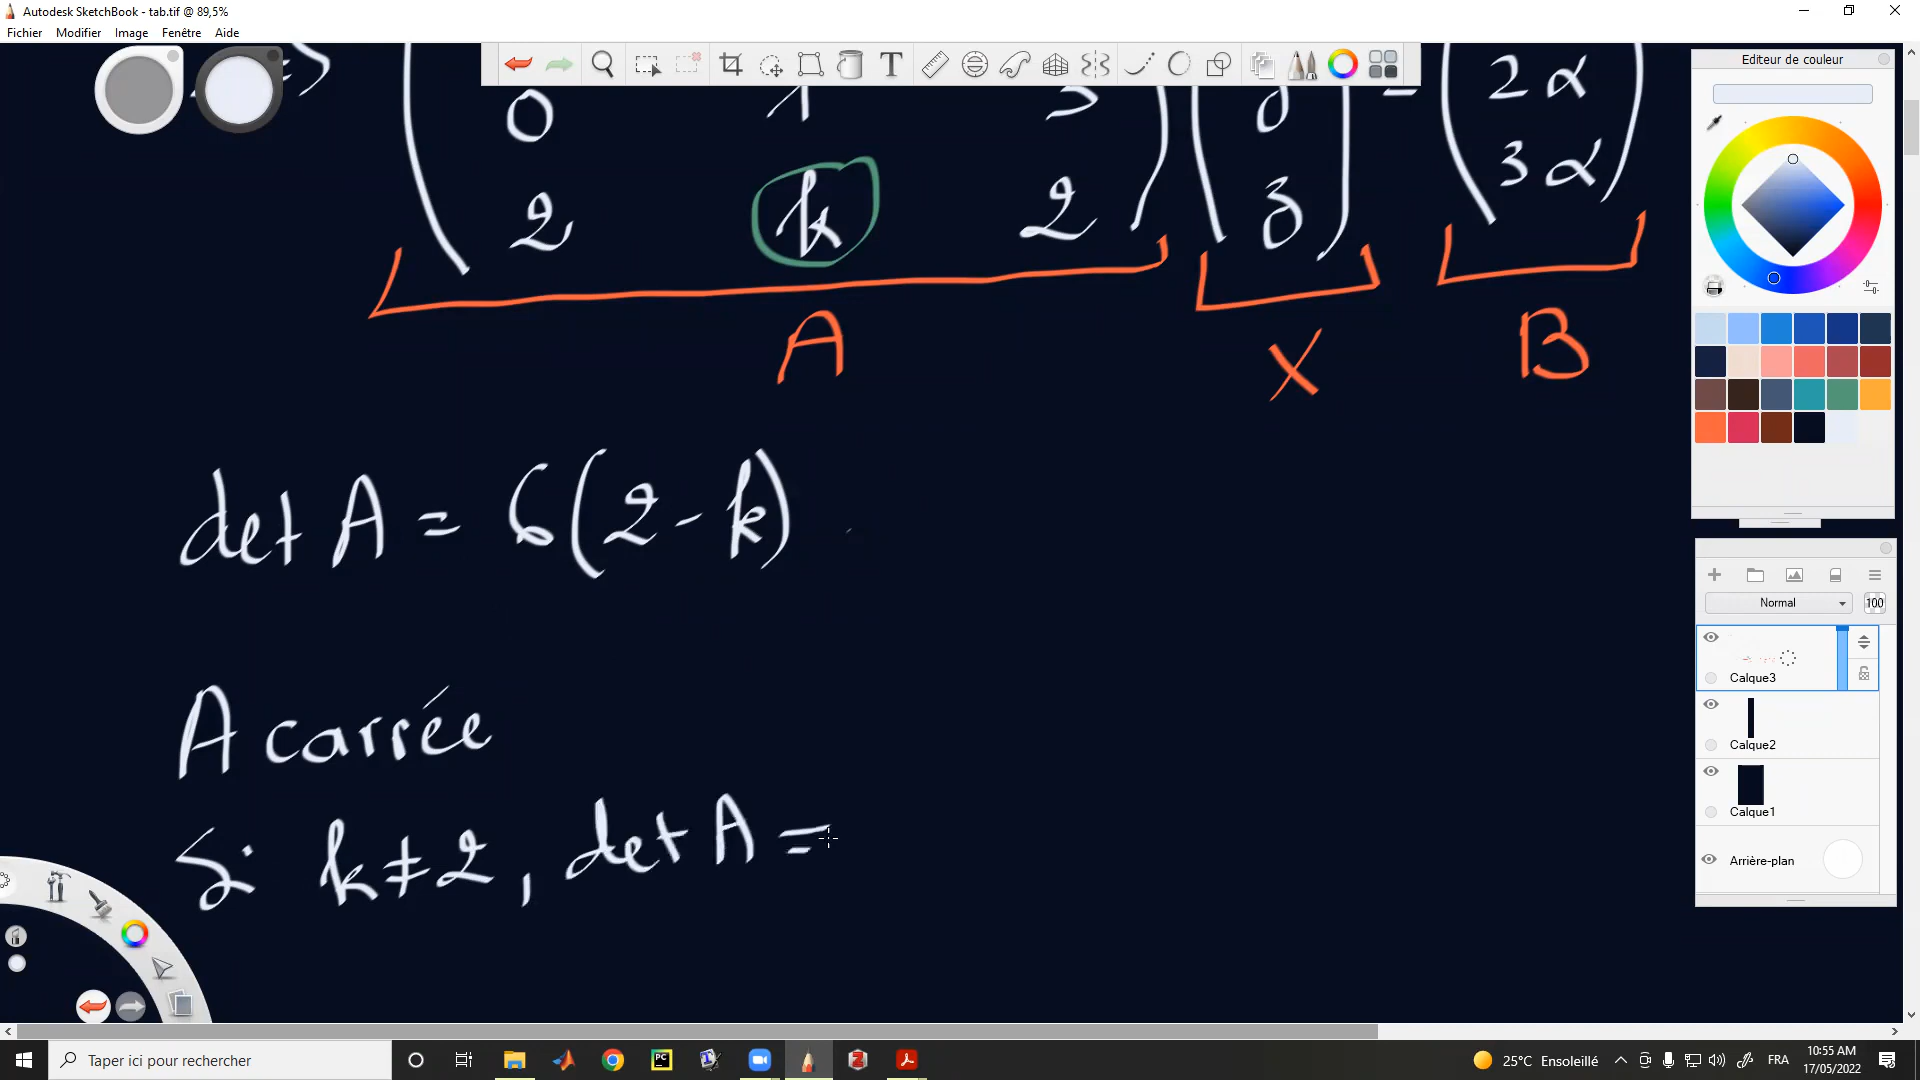 Autodesk SketchBook - tab.tif @ 89,5%
Fichier Modifier Image Fenêtre Aide
T
Editeur de couleur
=> 0 1 3 = 2 α
2 k 2 z 3 α
A X B
det A = 6(2 - k)
A carrée
Si k ≠ 2, det A =
Normal 100
Calque3
Calque2
Calque1
Arrière-plan
Taper ici pour rechercher
PC
25°C Ensoleillé
FRA
10:55 AM
17/05/2022